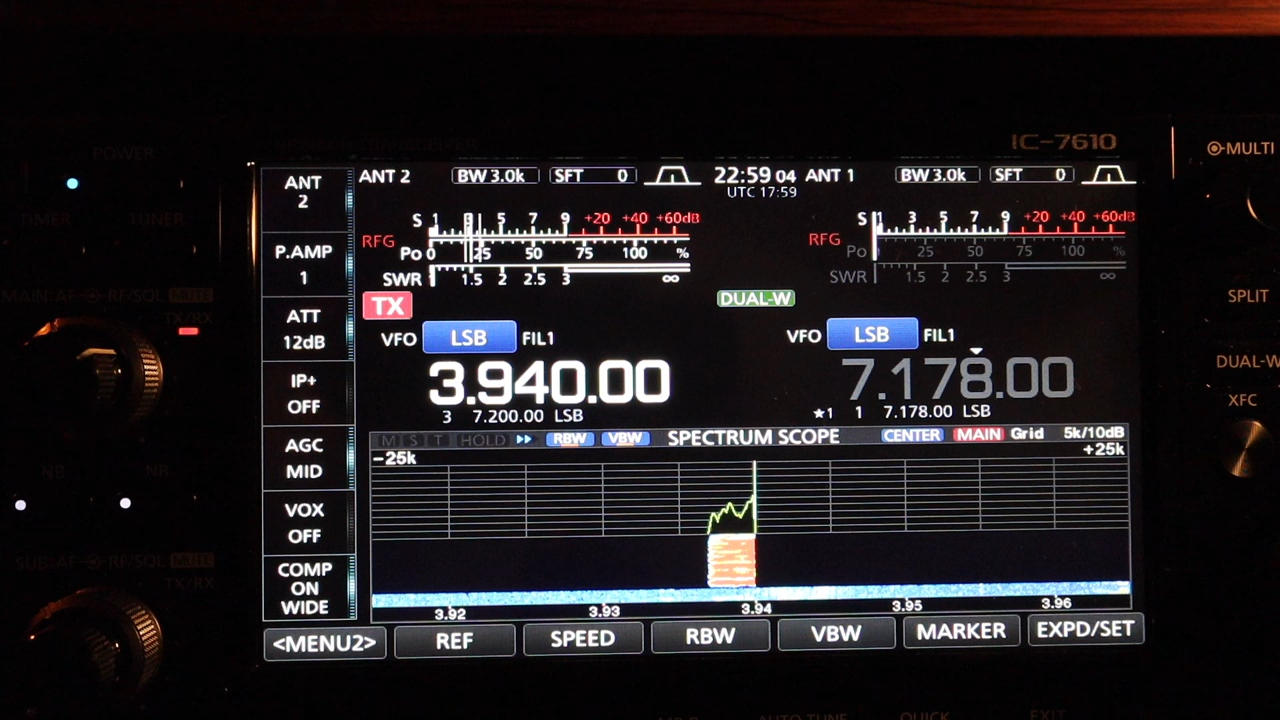 IC-7610
POWER
MULTI
TIMER TUNER
ANT 2
ANT 2 BW 3.0k SFT 0 22:59 04 ANT 1 BW 3.0k SFT 0
UTC 17:59
S 1 3 5 7 9 +20 +40 +60dB
S 1 3 5 7 9 +20 +40 +60dB
RFG
RFG
P.AMP 1
Po 0 25 50 75 100 %
Po 25 50 75 100 %
SWR 1 1.5 2 2.5 3 ∞
SWR 1 1.5 2 2.5 3 ∞
MAIN: AF RF/SQL MUTE
TX/RX
TX
DUAL-W
SPLIT
ATT 12dB
VFO LSB FIL1
VFO LSB FIL1
DUAL-W
IP+ OFF
3.940.00
7.178.00
XFC
3 7.200.00 LSB
★1 1 7.178.00 LSB
AGC MID
M S T HOLD RBW VBW SPECTRUM SCOPE CENTER MAIN Grid 5k/10dB
-25k +25k
NB NR
VOX OFF
SUB: AF RF/SQL MUTE
TX/RX
COMP ON WIDE
3.92 3.93 3.94 3.95 3.96
<MENU2> REF SPEED RBW VBW MARKER EXPD/SET
AUTO TUNE QUICK EXIT